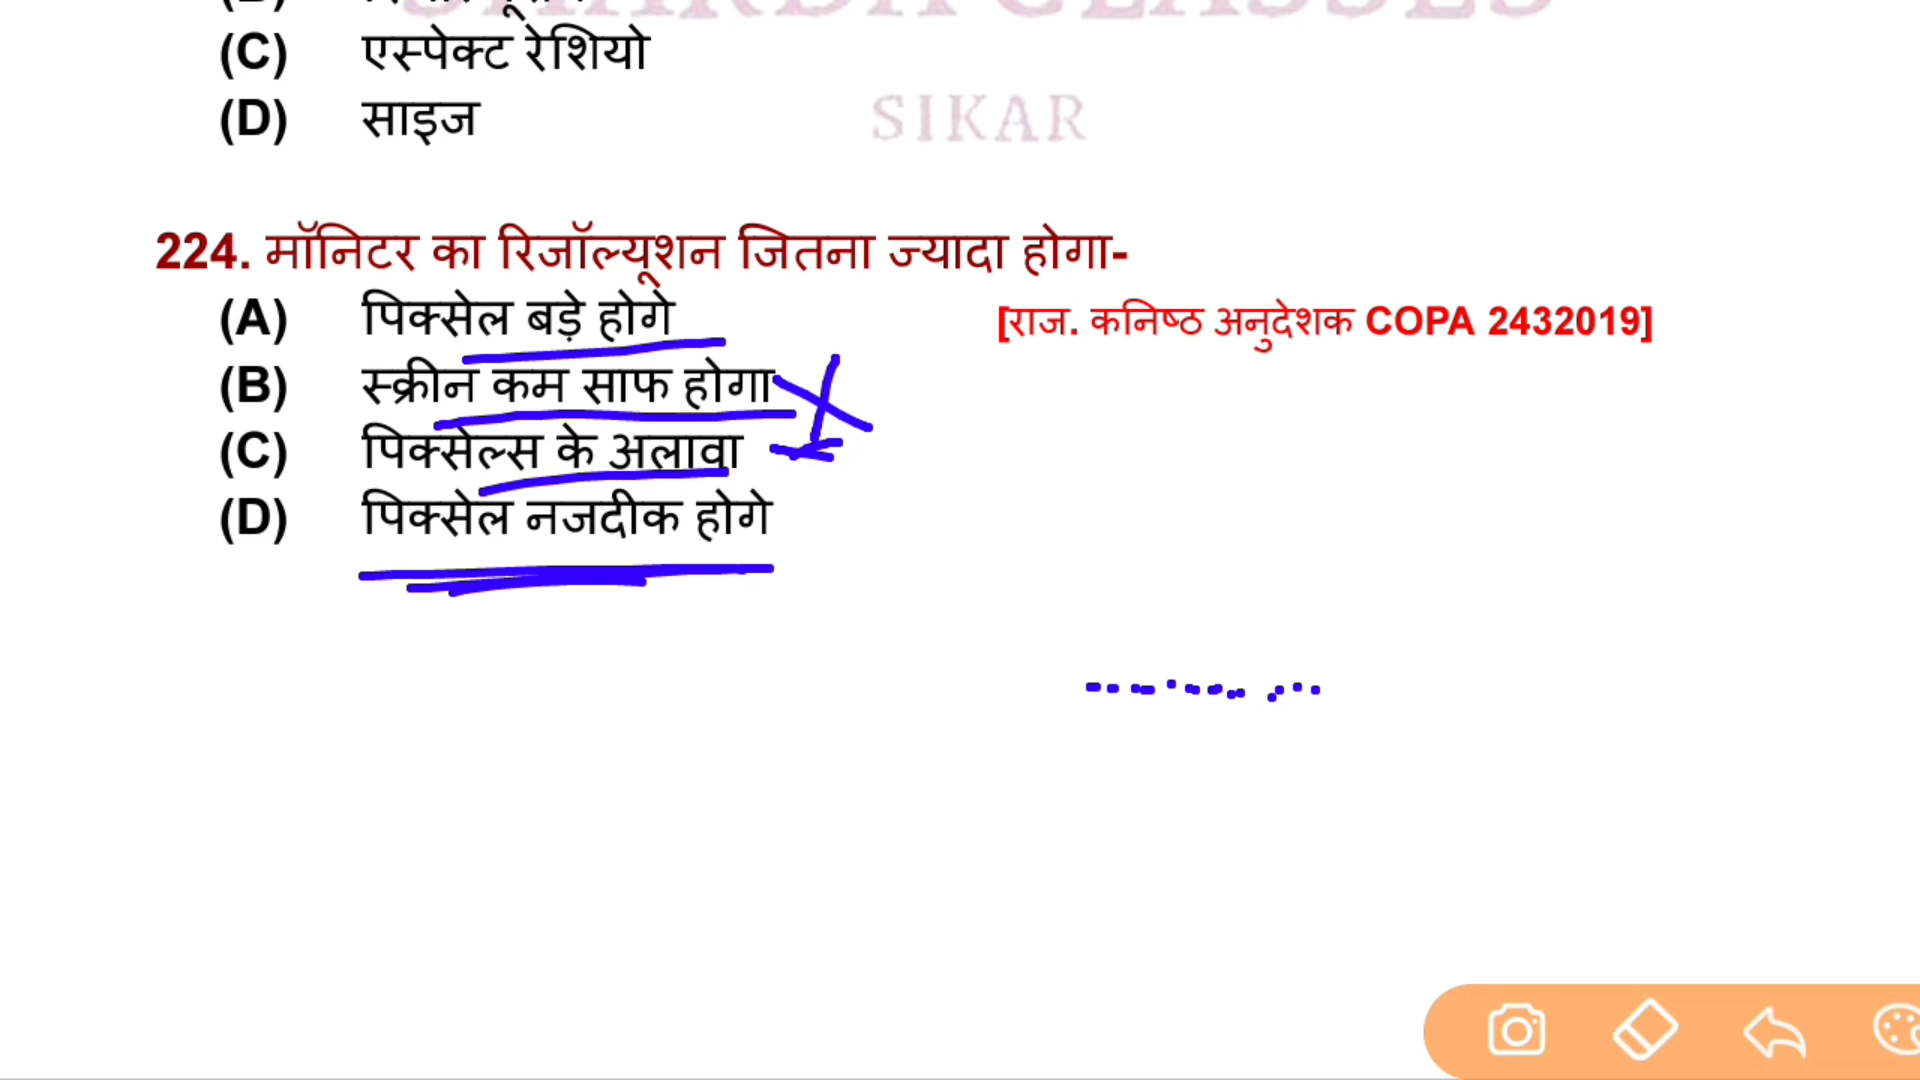 (C) एस्पेक्ट रेशियो
(D) साइज
SIKAR
224. मॉनिटर का रिजॉल्यूशन जितना ज्यादा होगा-
(A) पिक्सेल बड़े होगे [राज. कनिष्ठ अनुदेशक COPA 2432019]
(B) स्क्रीन कम साफ होगा
(C) पिक्सेल्स के अलावा
(D) पिक्सेल नजदीक होगे